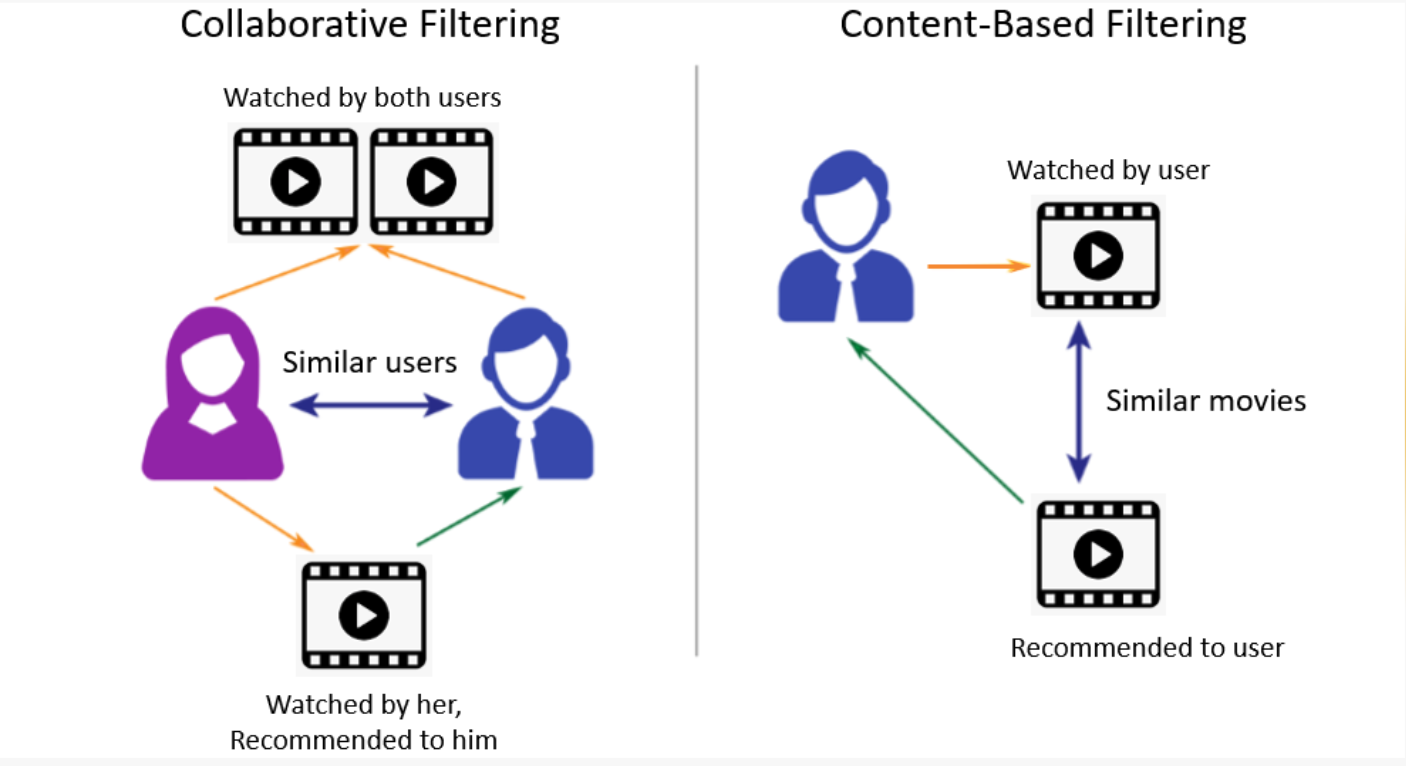 Collaborative Filtering
Watched by both users
Similar users
Watched by her,
Recommended to him
Content-Based Filtering
Watched by user
Similar movies
Recommended to user